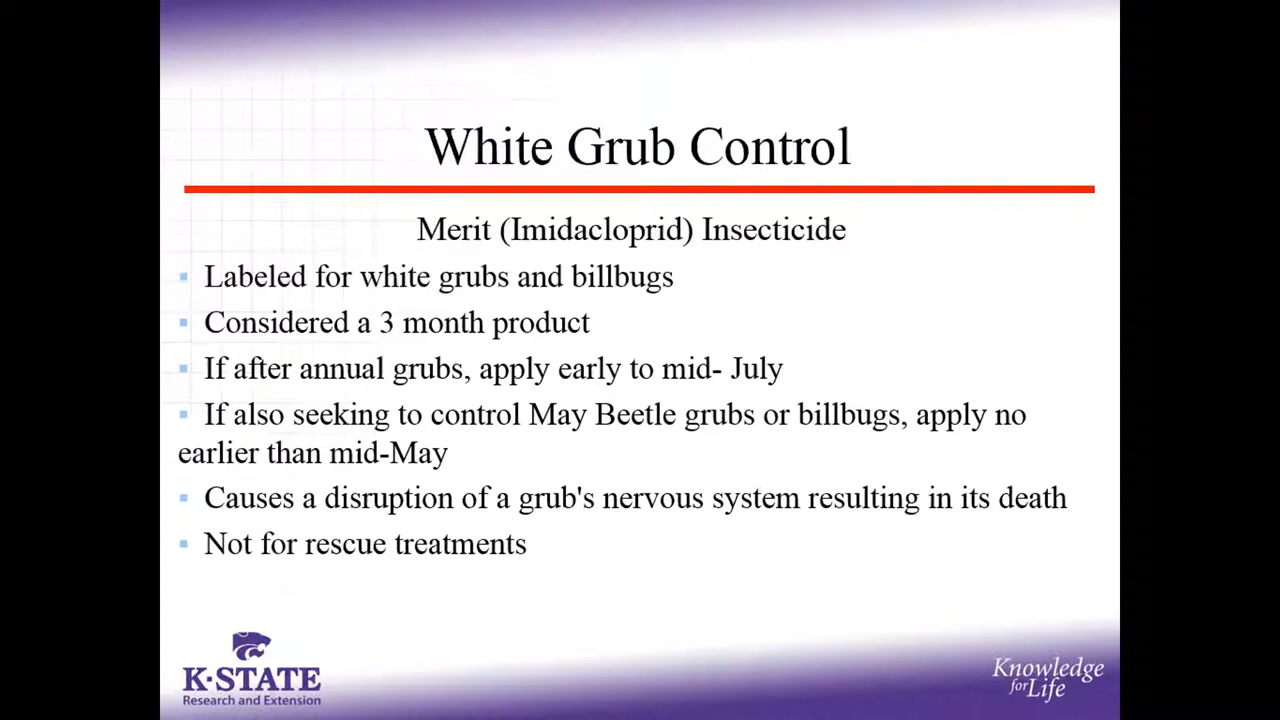 White Grub Control
Merit (Imidacloprid) Insecticide
Labeled for white grubs and billbugs
Considered a 3 month product
If after annual grubs, apply early to mid- July
If also seeking to control May Beetle grubs or billbugs, apply no
earlier than mid-May
Causes a disruption of a grub's nervous system resulting in its death
Not for rescue treatments
K-STATE
Research and Extension
Knowledge
for Life